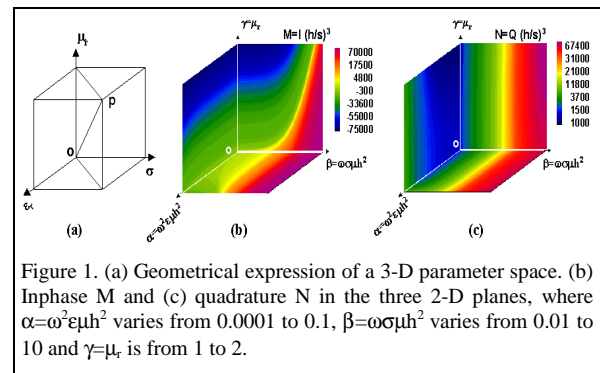 μr
p
o
σ
εr
(a)
γ=μr
M=I (h/s)³
70000
17500
4800
-300
-33600
-56000
-75000
o
β=ωσμh²
α=ω²εμh²
(b)
γ=μr
N=Q (h/s)³
67400
41000
21000
11000
3700
1500
1000
o
β=ωσμh²
α=ω²εμh²
(c)
Figure 1. (a) Geometrical expression of a 3-D parameter space. (b)
Inphase M and (c) quadrature N in the three 2-D planes, where
α=ω²εμh² varies from 0.0001 to 0.1, β=ωσμh² varies from 0.01 to
10 and γ=μr is from 1 to 2.